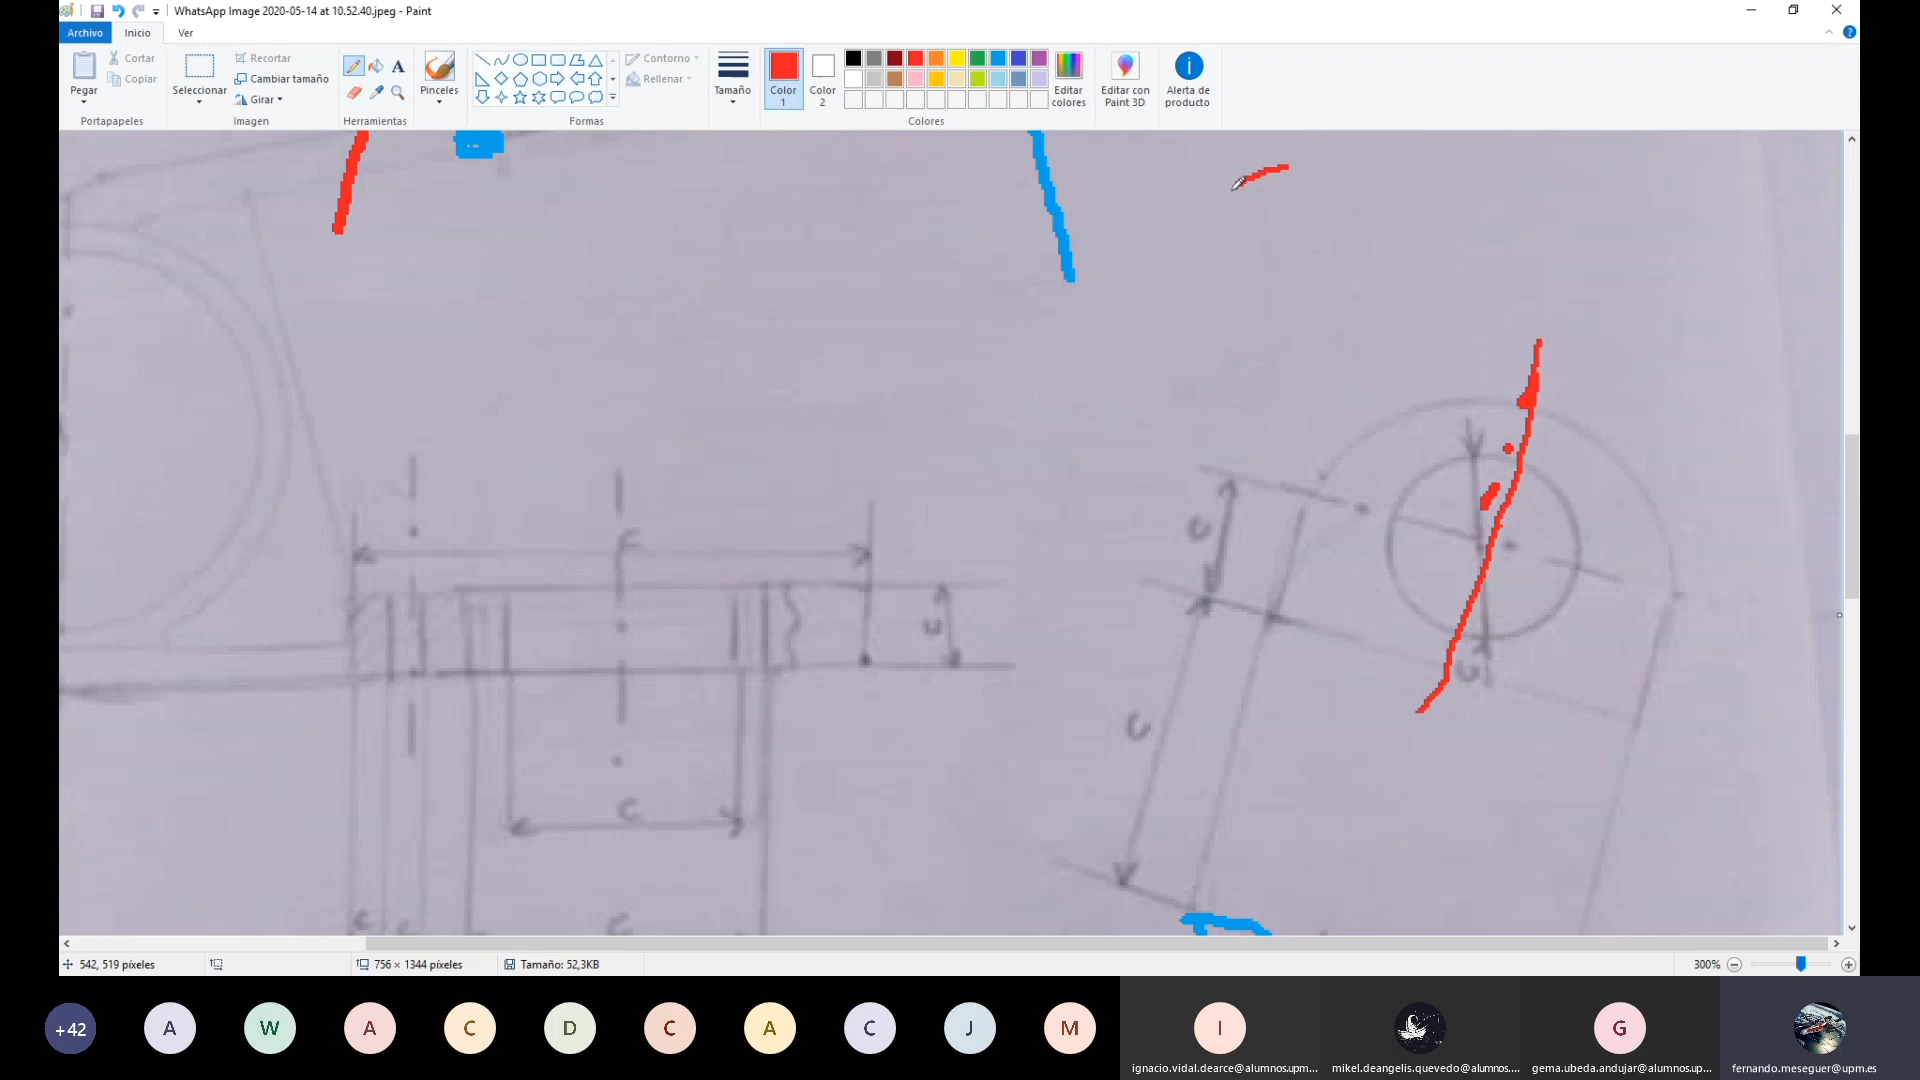 WhatsApp Image 2020-05-14 at 10.52.40.jpeg - Paint
Archivo Inicio Ver
Pegar
Cortar
Copiar
Portapapeles
Seleccionar
Recortar
Cambiar tamaño
Girar
Imagen
A
Herramientas
Pinceles
Contorno
Rellenar
Formas
Tamaño
Color 1
Color 2
Colores
Editar colores
Editar con Paint 3D
Alerta de producto
C
C
C
C
C
C
C
C
C
542, 519 píxeles
756 × 1344 píxeles
Tamaño: 52,3KB
300%
+42 A W A C D C A C J M I G
ignacio.vidal.dearce@alumnos.upm...
mikel.deangelis.quevedo@alumnos....
gema.ubeda.andujar@alumnos.up...
fernando.meseguer@upm.es